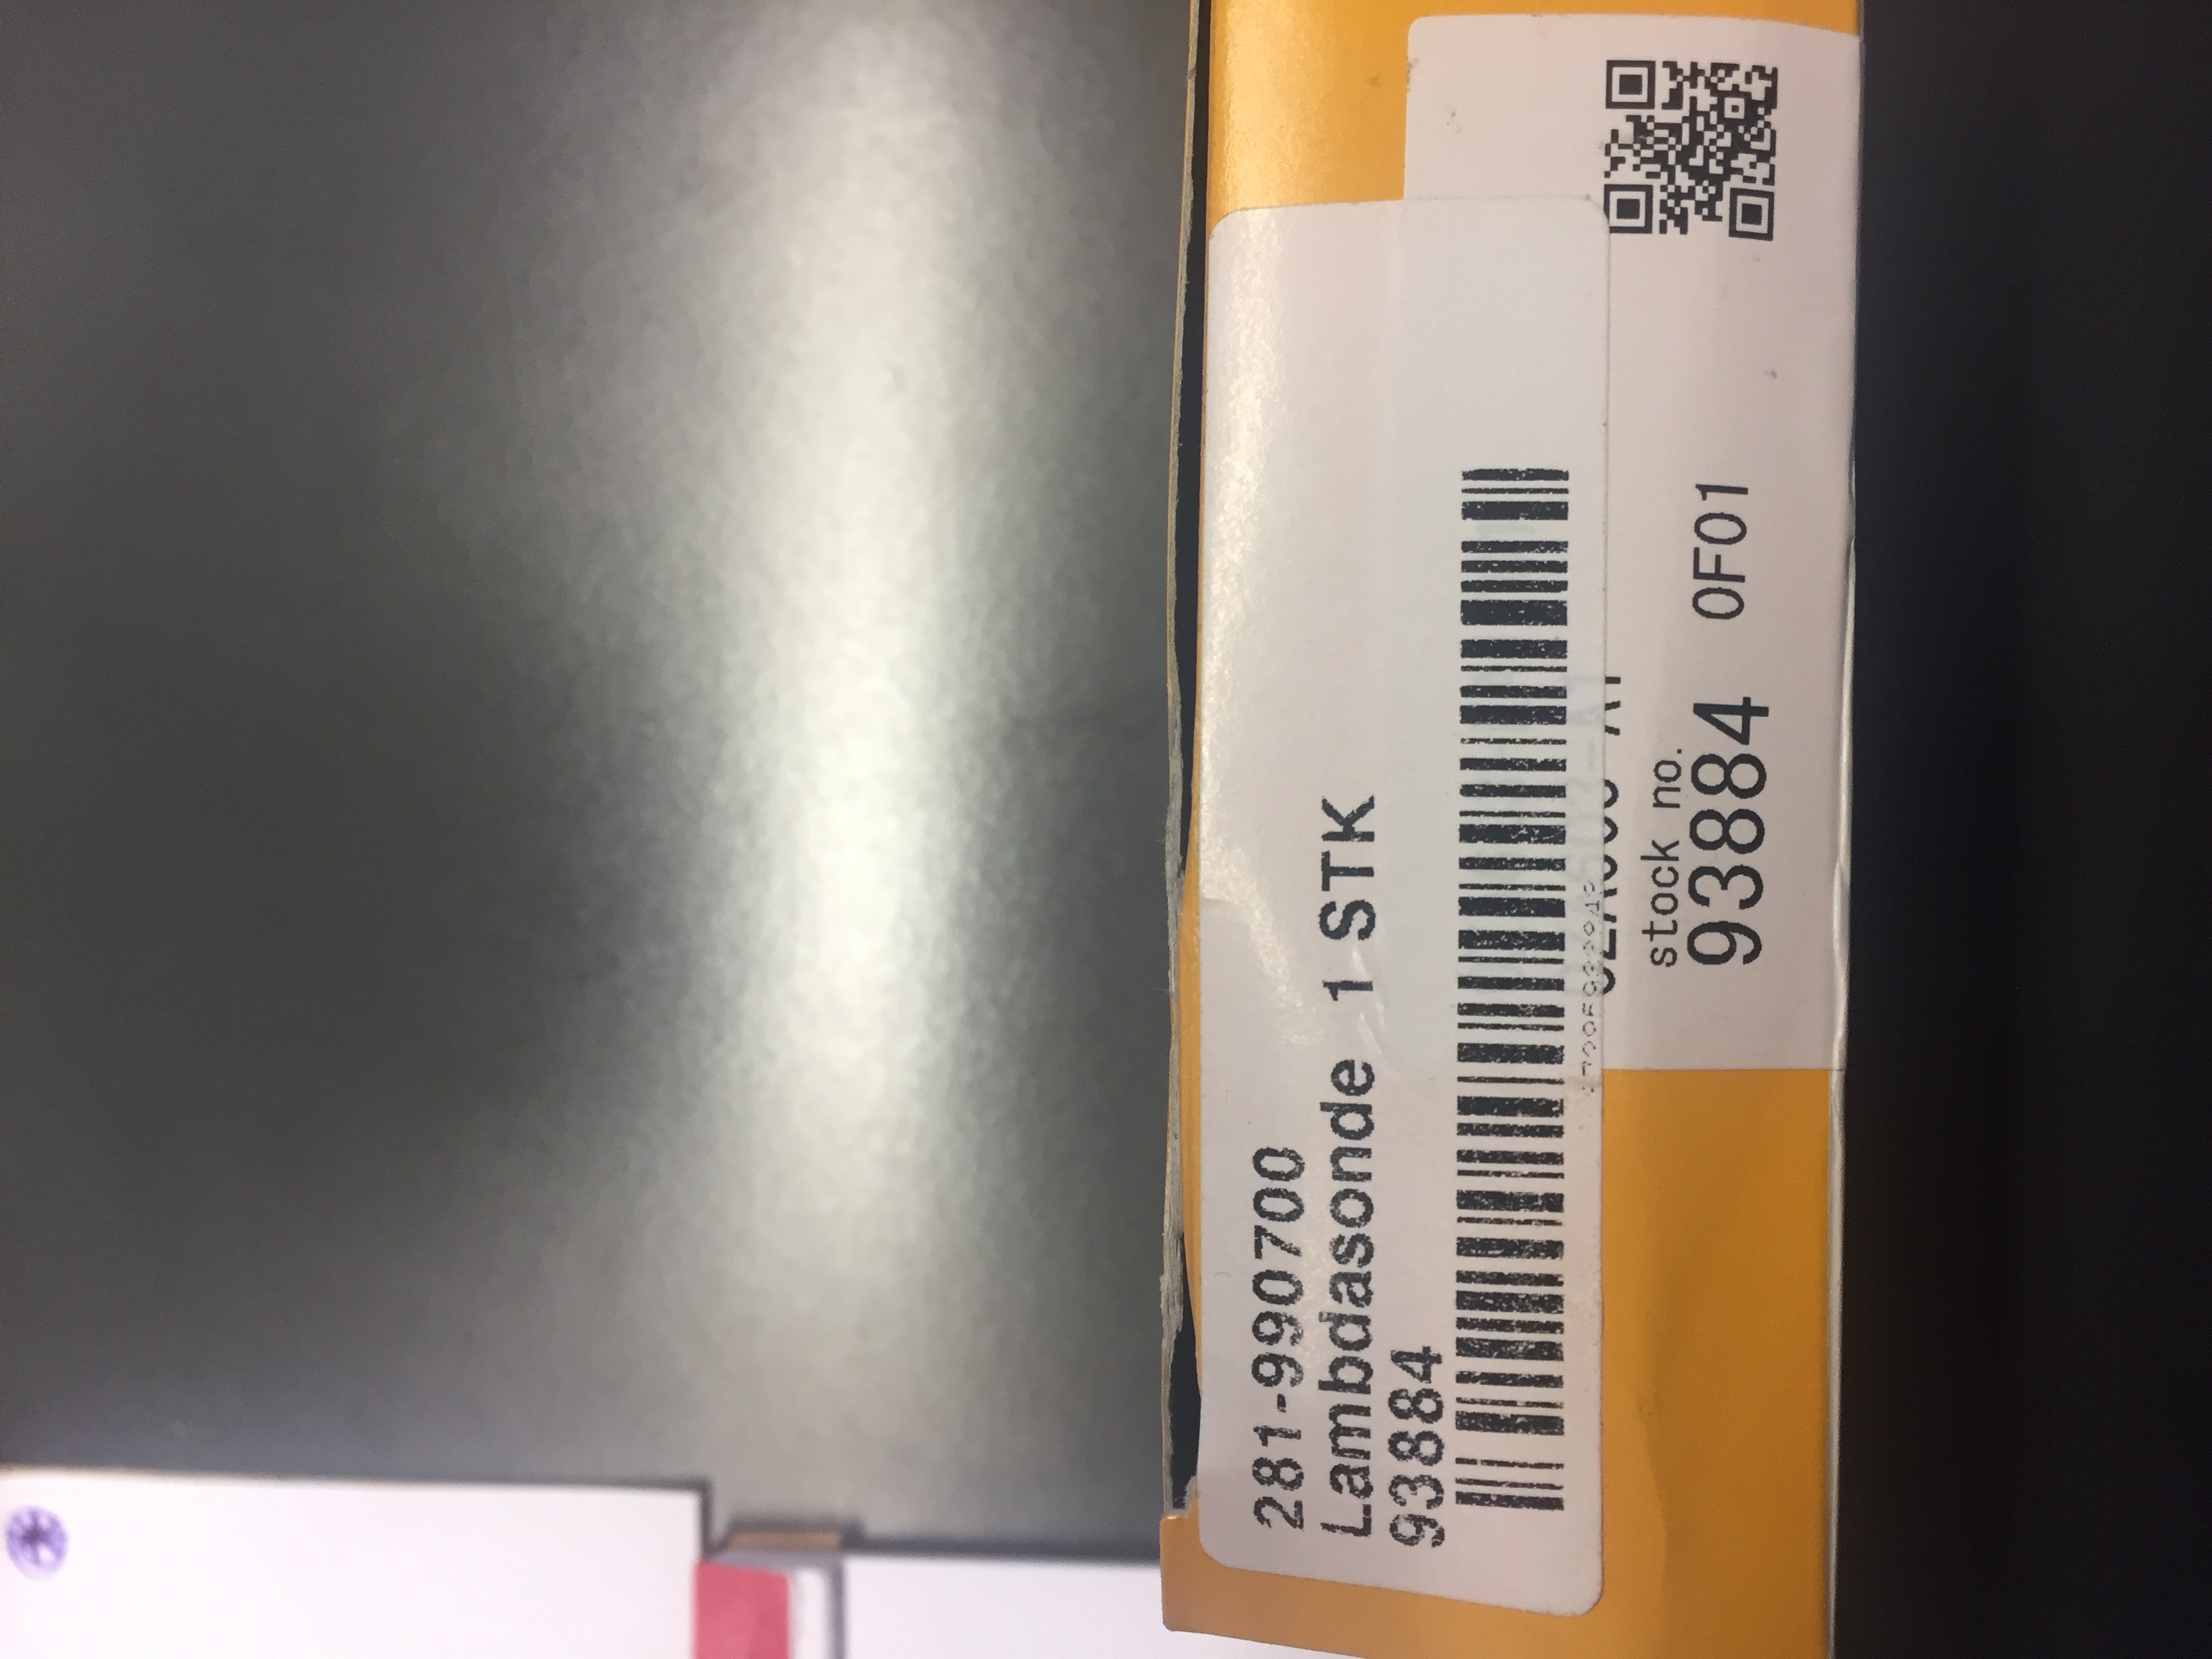 281-990700
Lambdasonde 1 STK
93884
stock no.
93884 0F01